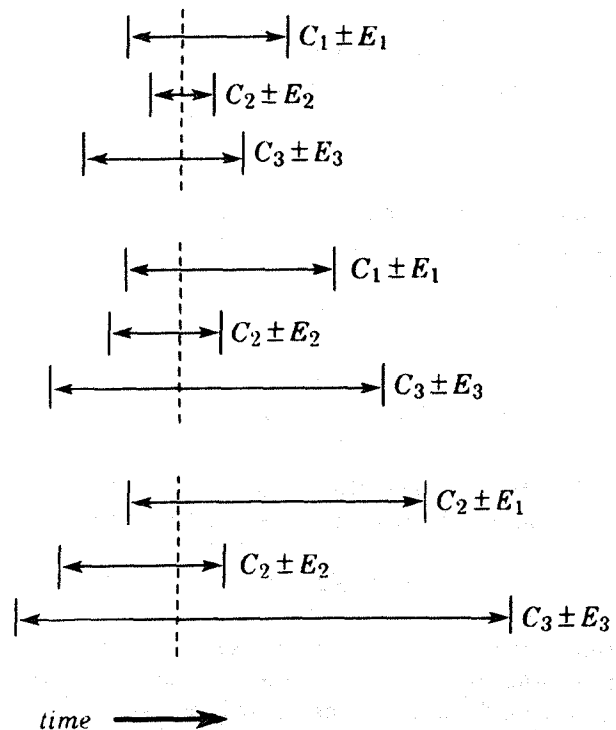 C₁ ± E₁
C₂ ± E₂
C₃ ± E₃
C₁ ± E₁
C₂ ± E₂
C₃ ± E₃
C₂ ± E₁
C₂ ± E₂
C₃ ± E₃
time